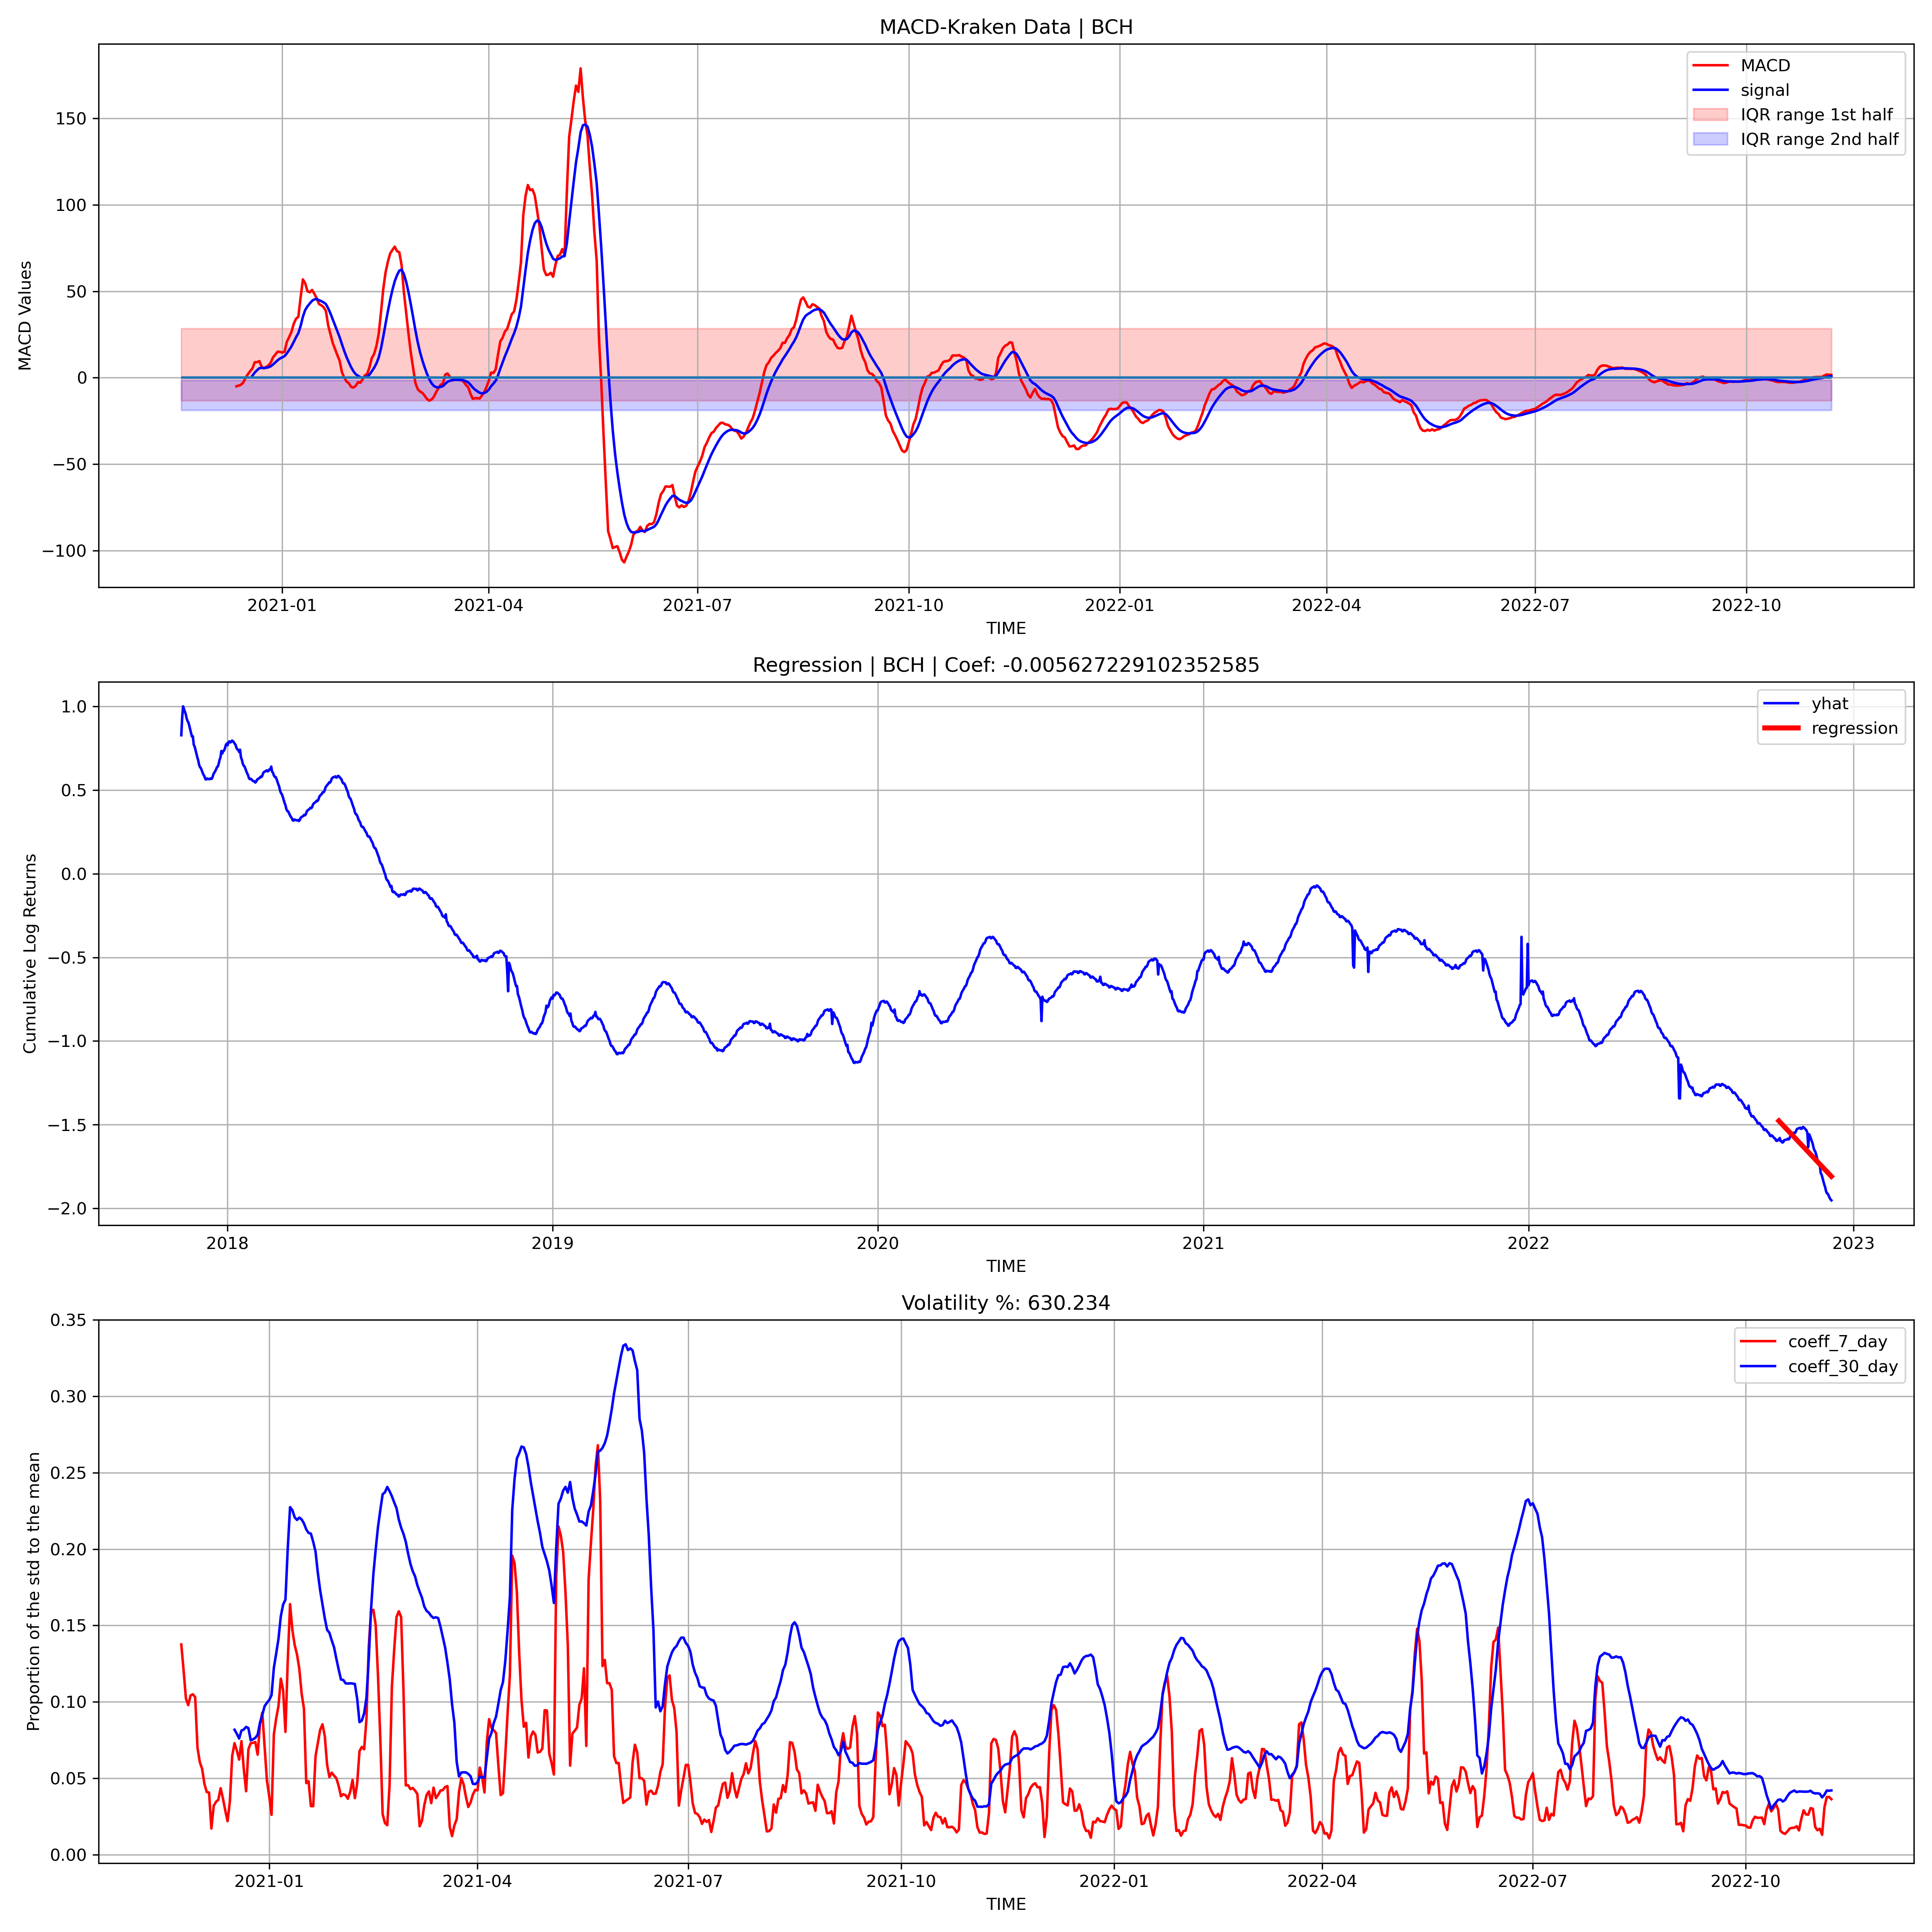 MACD-Kraken Data | BCH
MACD Values
150
100
50
0
−50
−100
MACD
signal
IQR range 1st half
IQR range 2nd half
2021-01
2021-04
2021-07
2021-10
2022-01
2022-04
2022-07
2022-10
TIME
Regression | BCH | Coef: -0.005627229102352585
Cumulative Log Returns
1.0
0.5
0.0
−0.5
−1.0
−1.5
−2.0
yhat
regression
2018
2019
2020
2021
2022
2023
TIME
Volatility %: 630.234
Proportion of the std to the mean
0.35
0.30
0.25
0.20
0.15
0.10
0.05
0.00
coeff_7_day
coeff_30_day
2021-01
2021-04
2021-07
2021-10
2022-01
2022-04
2022-07
2022-10
TIME